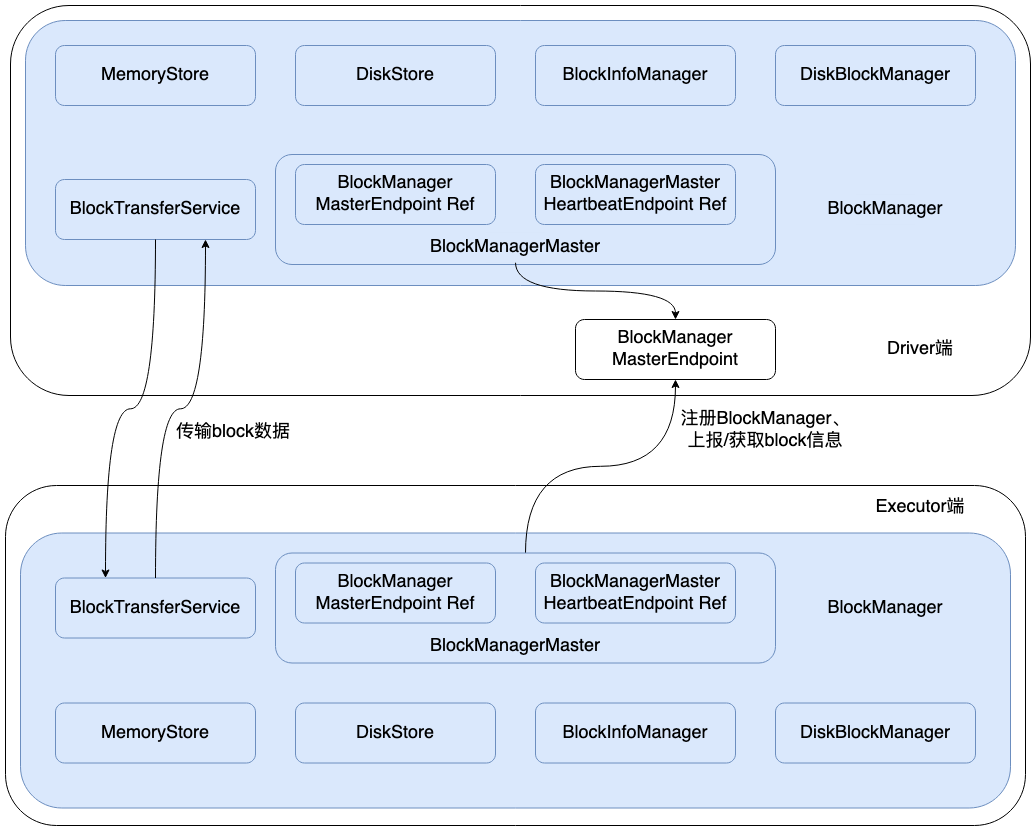 MemoryStore
DiskStore
BlockInfoManager
DiskBlockManager
BlockTransferService
BlockManager
MasterEndpoint Ref
BlockManagerMaster
HeartbeatEndpoint Ref
BlockManagerMaster
BlockManager
BlockManager
MasterEndpoint
Driver端
传输block数据
注册BlockManager、
上报/获取block信息
Executor端
BlockTransferService
BlockManager
MasterEndpoint Ref
BlockManagerMaster
HeartbeatEndpoint Ref
BlockManagerMaster
BlockManager
MemoryStore
DiskStore
BlockInfoManager
DiskBlockManager